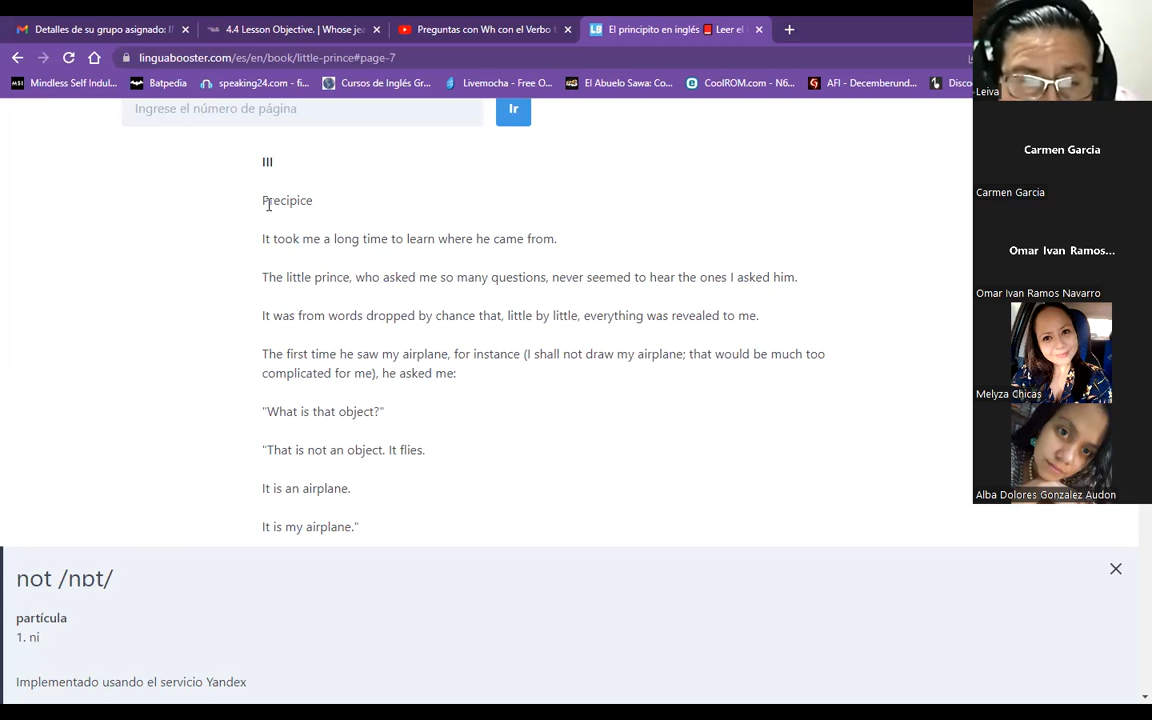 Detalles de su grupo asignado: I
4.4 Lesson Objective. | Whose jea
Preguntas con Wh con el Verbo t
El principito en inglés 📕 Leer el l
linguabooster.com/es/en/book/little-prince#page-7
Mindless Self Indul...
Batpedia
speaking24.com - fi...
Cursos de Inglés Gr...
Livemocha - Free O...
El Abuelo Sawa: Co...
CoolROM.com - N6...
AFI - Decemberund...
Disco
Ingrese el número de página
Ir
III
Precipice
It took me a long time to learn where he came from.
The little prince, who asked me so many questions, never seemed to hear the ones I asked him.
It was from words dropped by chance that, little by little, everything was revealed to me.
The first time he saw my airplane, for instance (I shall not draw my airplane; that would be much too
complicated for me), he asked me:
"What is that object?"
"That is not an object. It flies.
It is an airplane.
It is my airplane."
not /nɒt/
partícula
1. ni
Implementado usando el servicio Yandex
Leiva
Carmen Garcia
Carmen Garcia
Omar Ivan Ramos...
Omar Ivan Ramos Navarro
Melyza Chicas
Alba Dolores Gonzalez Audon